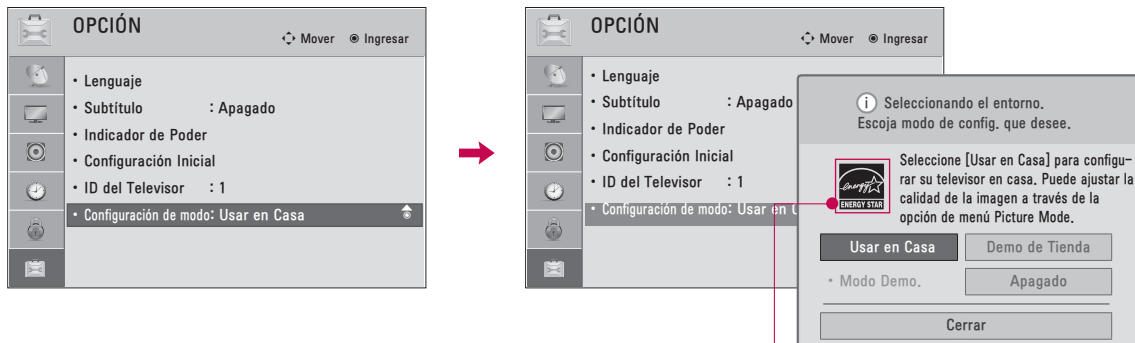 OPCIÓN
Mover Ingresar
• Lenguaje
• Subtítulo : Apagado
• Indicador de Poder
• Configuración Inicial
• ID del Televisor : 1
• Configuración de modo: Usar en Casa
OPCIÓN
Mover Ingresar
• Lenguaje
• Subtítulo : Apagado
• Indicador de Poder
• Configuración Inicial
• ID del Televisor : 1
• Configuración de modo: Usar en
i Seleccionando el entorno.
Escoja modo de config. que desee.
energy
ENERGY STAR
Seleccione [Usar en Casa] para configu-
rar su televisor en casa. Puede ajustar la
calidad de la imagen a través de la
opción de menú Picture Mode.
Usar en Casa Demo de Tienda
• Modo Demo. Apagado
Cerrar